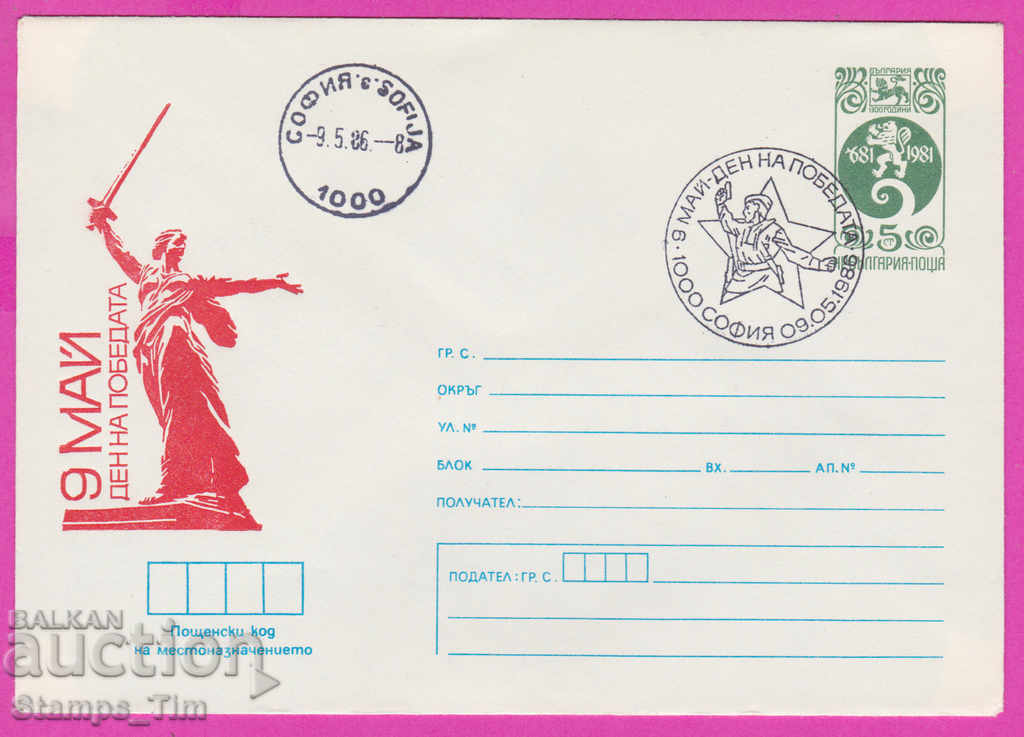 СОФИЯ.г.SOFIJA
-9.5.86.--8
1000
9 МАЙ-ДЕН НА ПОБЕДАТА
1000 СОФИЯ 09.05.1986
БЪЛГАРИЯ
1300 ГОДИНИ
681 1981
5 СТ
БЪЛГАРИЯ·ПОЩА
9 МАЙ
ДЕН НА ПОБЕДАТА
ГР. С.
ОКРЪГ
УЛ. №
БЛОК ВХ. АП. №
ПОЛУЧАТЕЛ:
ПОДАТЕЛ: ГР. С.
Пощенски код
на местоназначението
BALKAN
auction
Stamps_Tim